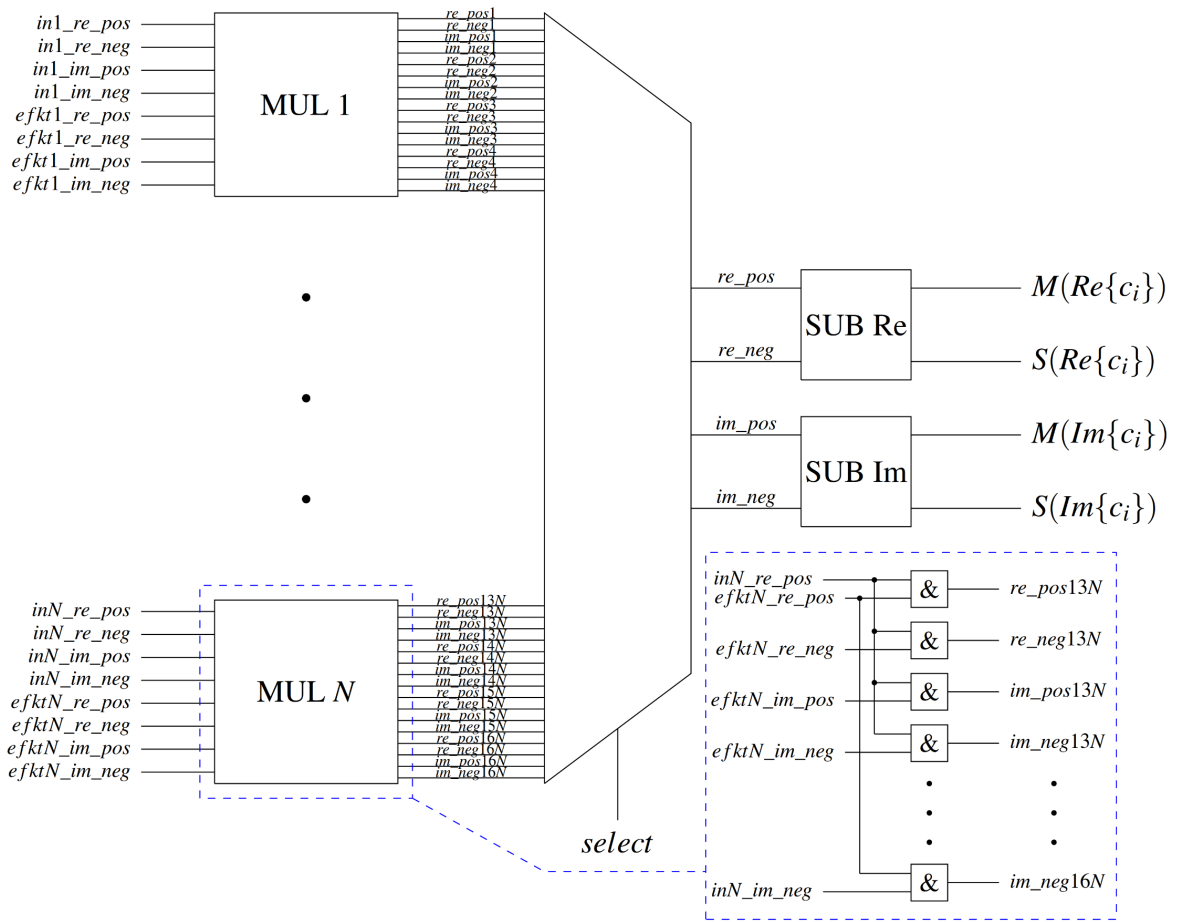 in1_re_pos
in1_re_neg
in1_im_pos
in1_im_neg
efkt1_re_pos
efkt1_re_neg
efkt1_im_pos
efkt1_im_neg
MUL 1
re_pos1
re_neg1
im_pos1
im_neg1
re_pos2
re_neg2
im_pos2
im_neg2
re_pos3
re_neg3
im_pos3
im_neg3
re_pos4
re_neg4
im_pos4
im_neg4
re_pos
re_neg
SUB Re
M(Re{c_i})
S(Re{c_i})
im_pos
im_neg
SUB Im
M(Im{c_i})
S(Im{c_i})
inN_re_pos
inN_re_neg
inN_im_pos
inN_im_neg
efktN_re_pos
efktN_re_neg
efktN_im_pos
efktN_im_neg
MUL N
re_pos13N
re_neg13N
im_pos13N
im_neg13N
re_pos14N
re_neg14N
im_pos14N
im_neg14N
re_pos15N
re_neg15N
im_pos15N
im_neg15N
re_pos16N
re_neg16N
im_pos16N
im_neg16N
select
inN_re_pos
efktN_re_pos
& re_pos13N
efktN_re_neg & re_neg13N
efktN_im_pos & im_pos13N
efktN_im_neg & im_neg13N
inN_im_neg & im_neg16N